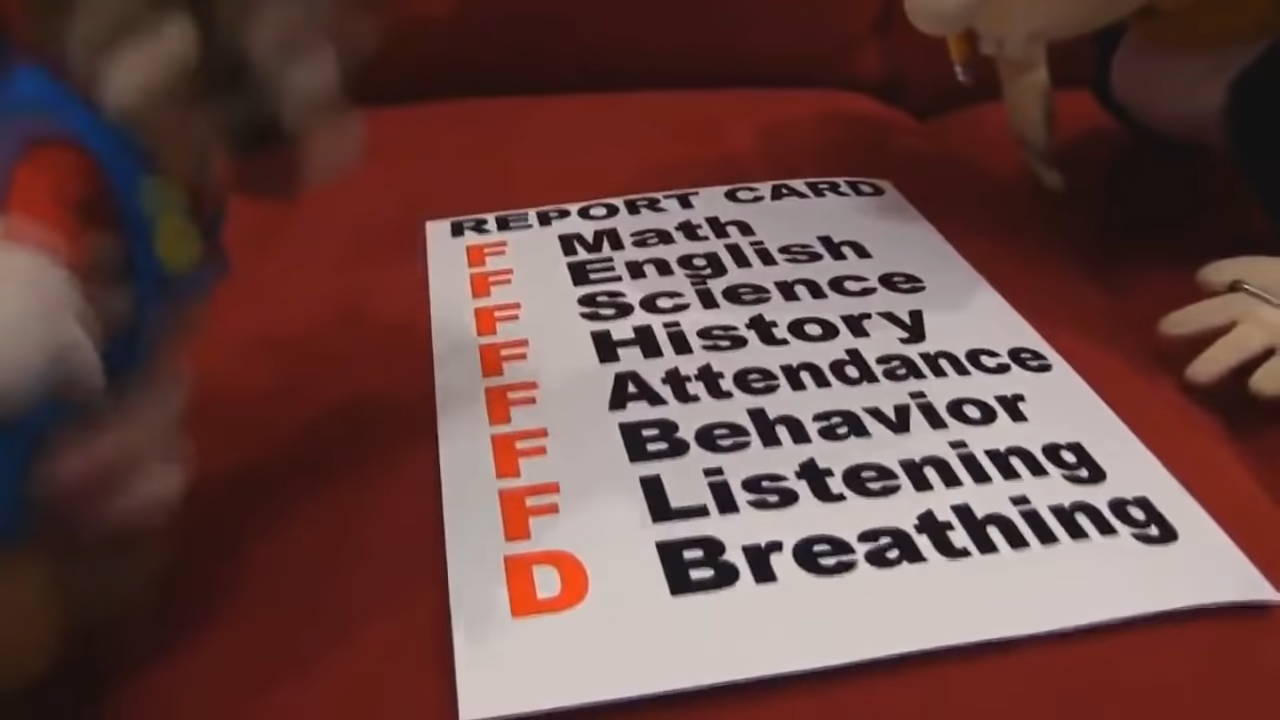 REPORT CARD
F Math
F English
F Science
F History
F Attendance
F Behavior
F Listening
D Breathing